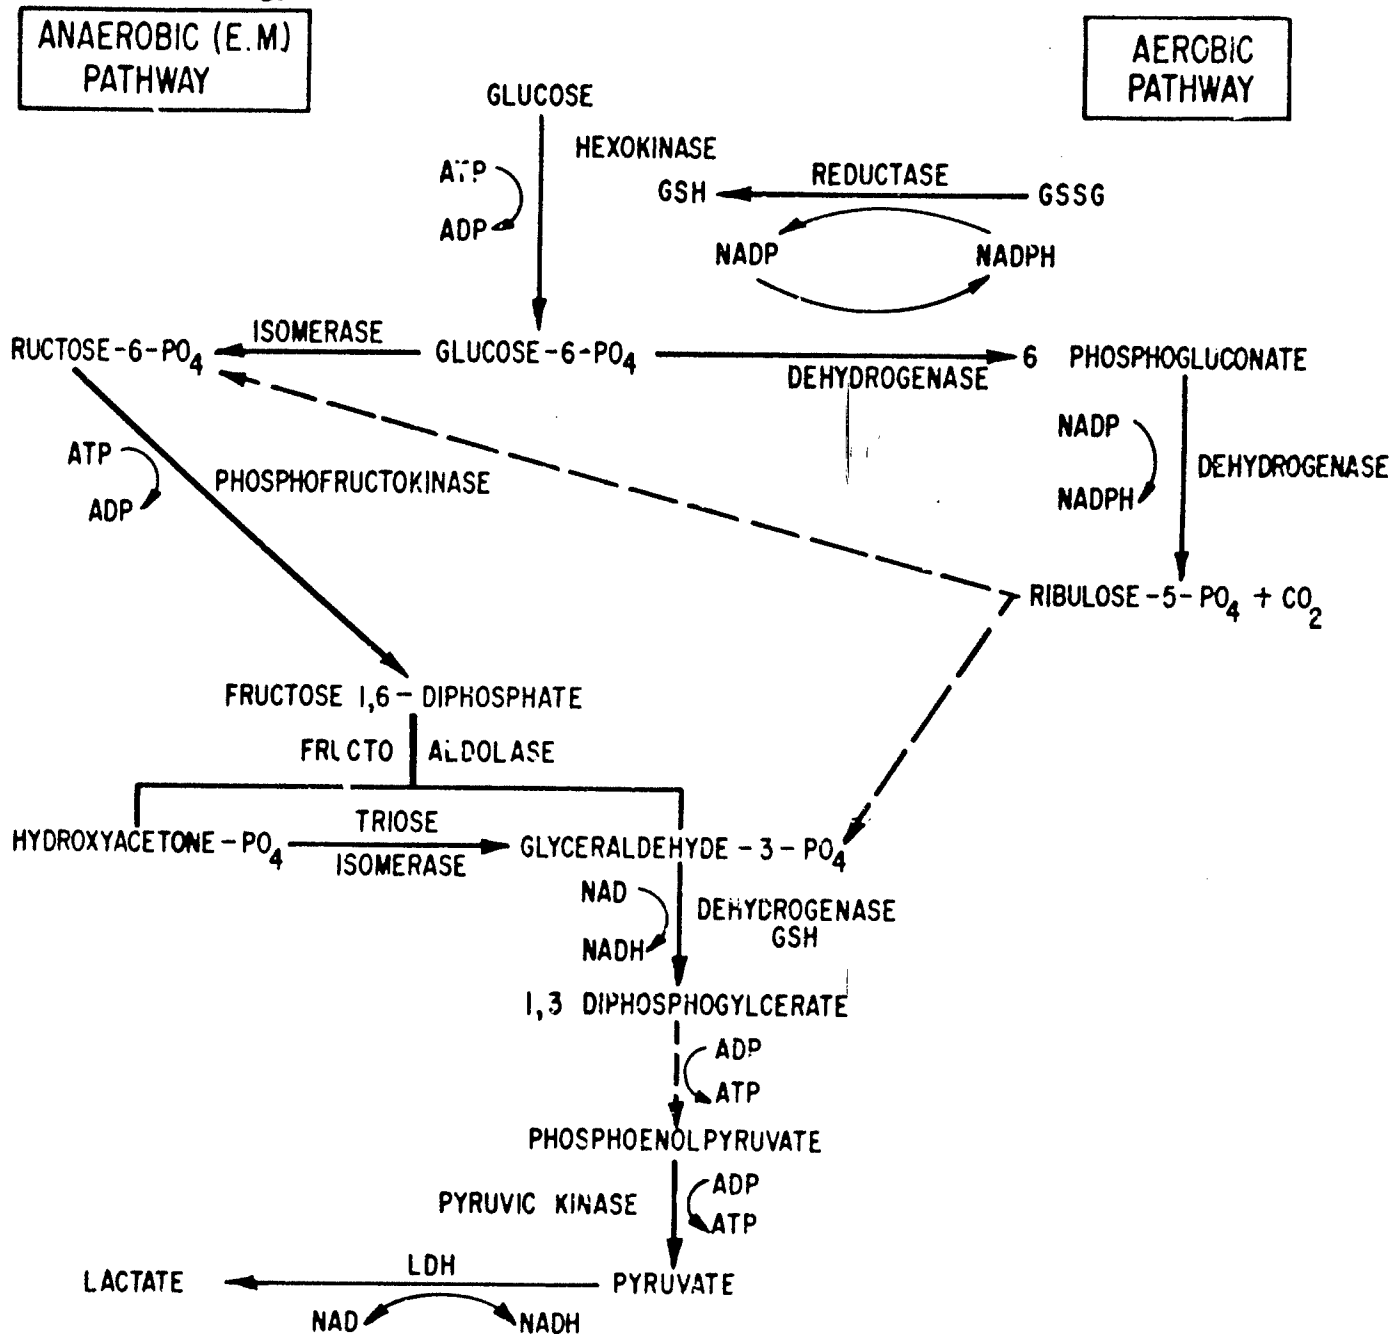 ANAEROBIC (E.M.)
PATHWAY
AEROBIC
PATHWAY
GLUCOSE
HEXOKINASE
ATP
ADP
REDUCTASE
GSH
GSSG
NADP
NADPH
RUCTOSE-6-PO4
ISOMERASE
GLUCOSE-6-PO4
DEHYDROGENASE
6 PHOSPHOGLUCONATE
ATP
ADP
PHOSPHOFRUCTOKINASE
NADP
NADPH
DEHYDROGENASE
RIBULOSE-5-PO4 + CO2
FRUCTOSE 1,6-DIPHOSPHATE
FRUCTO ALDOLASE
HYDROXYACETONE-PO4
TRIOSE
ISOMERASE
GLYCERALDEHYDE-3-PO4
NAD
NADH
DEHYDROGENASE
GSH
1,3 DIPHOSPHOGYLCERATE
ADP
ATP
PHOSPHOENOLPYRUVATE
PYRUVIC KINASE
ADP
ATP
LACTATE
LDH
PYRUVATE
NAD
NADH